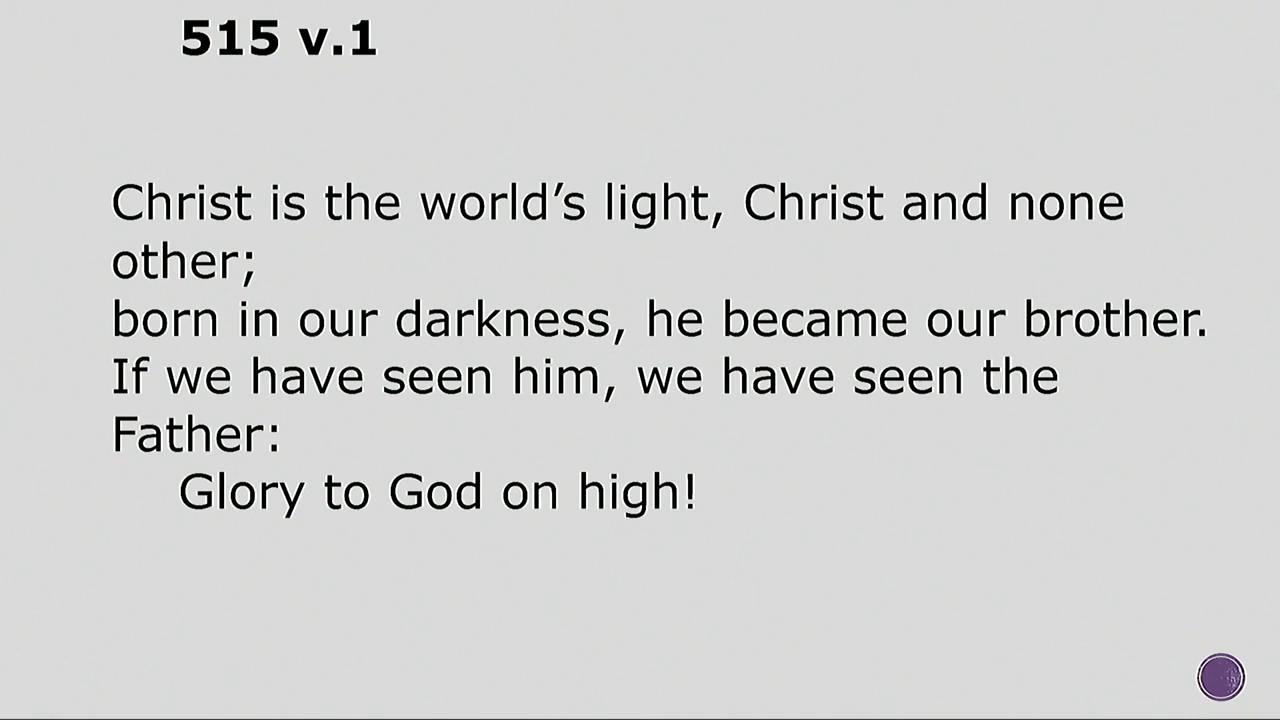 515 v.1
Christ is the world’s light, Christ and none
other;
born in our darkness, he became our brother.
If we have seen him, we have seen the
Father:
Glory to God on high!